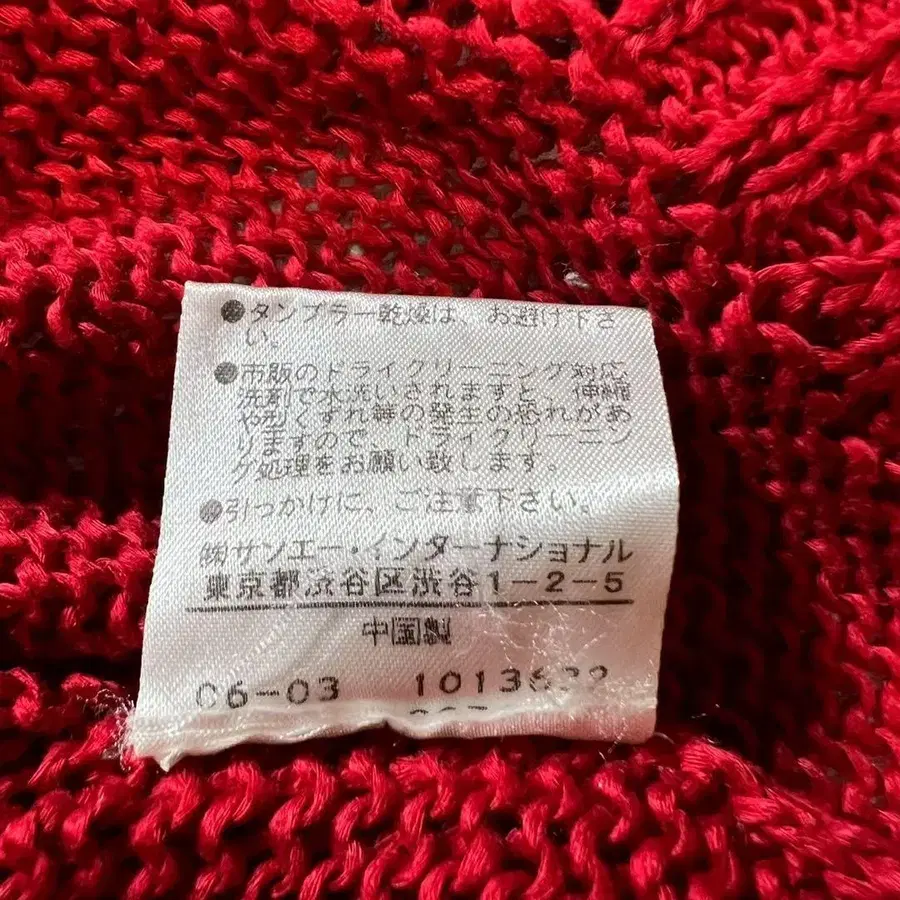 ●タンブラー乾燥は、お避け下さ
い。
●市販のドライクリーニング対応
洗剤で水洗いされますと、伸縮
や型くずれ等の発生の恐れがあ
りますので、ドライクリーニン
グ処理をお願い致します。
●引っかけに、ご注意下さい。
㈱サンエー・インターナショナル
東京都渋谷区渋谷1-2-5
中国製
06-03